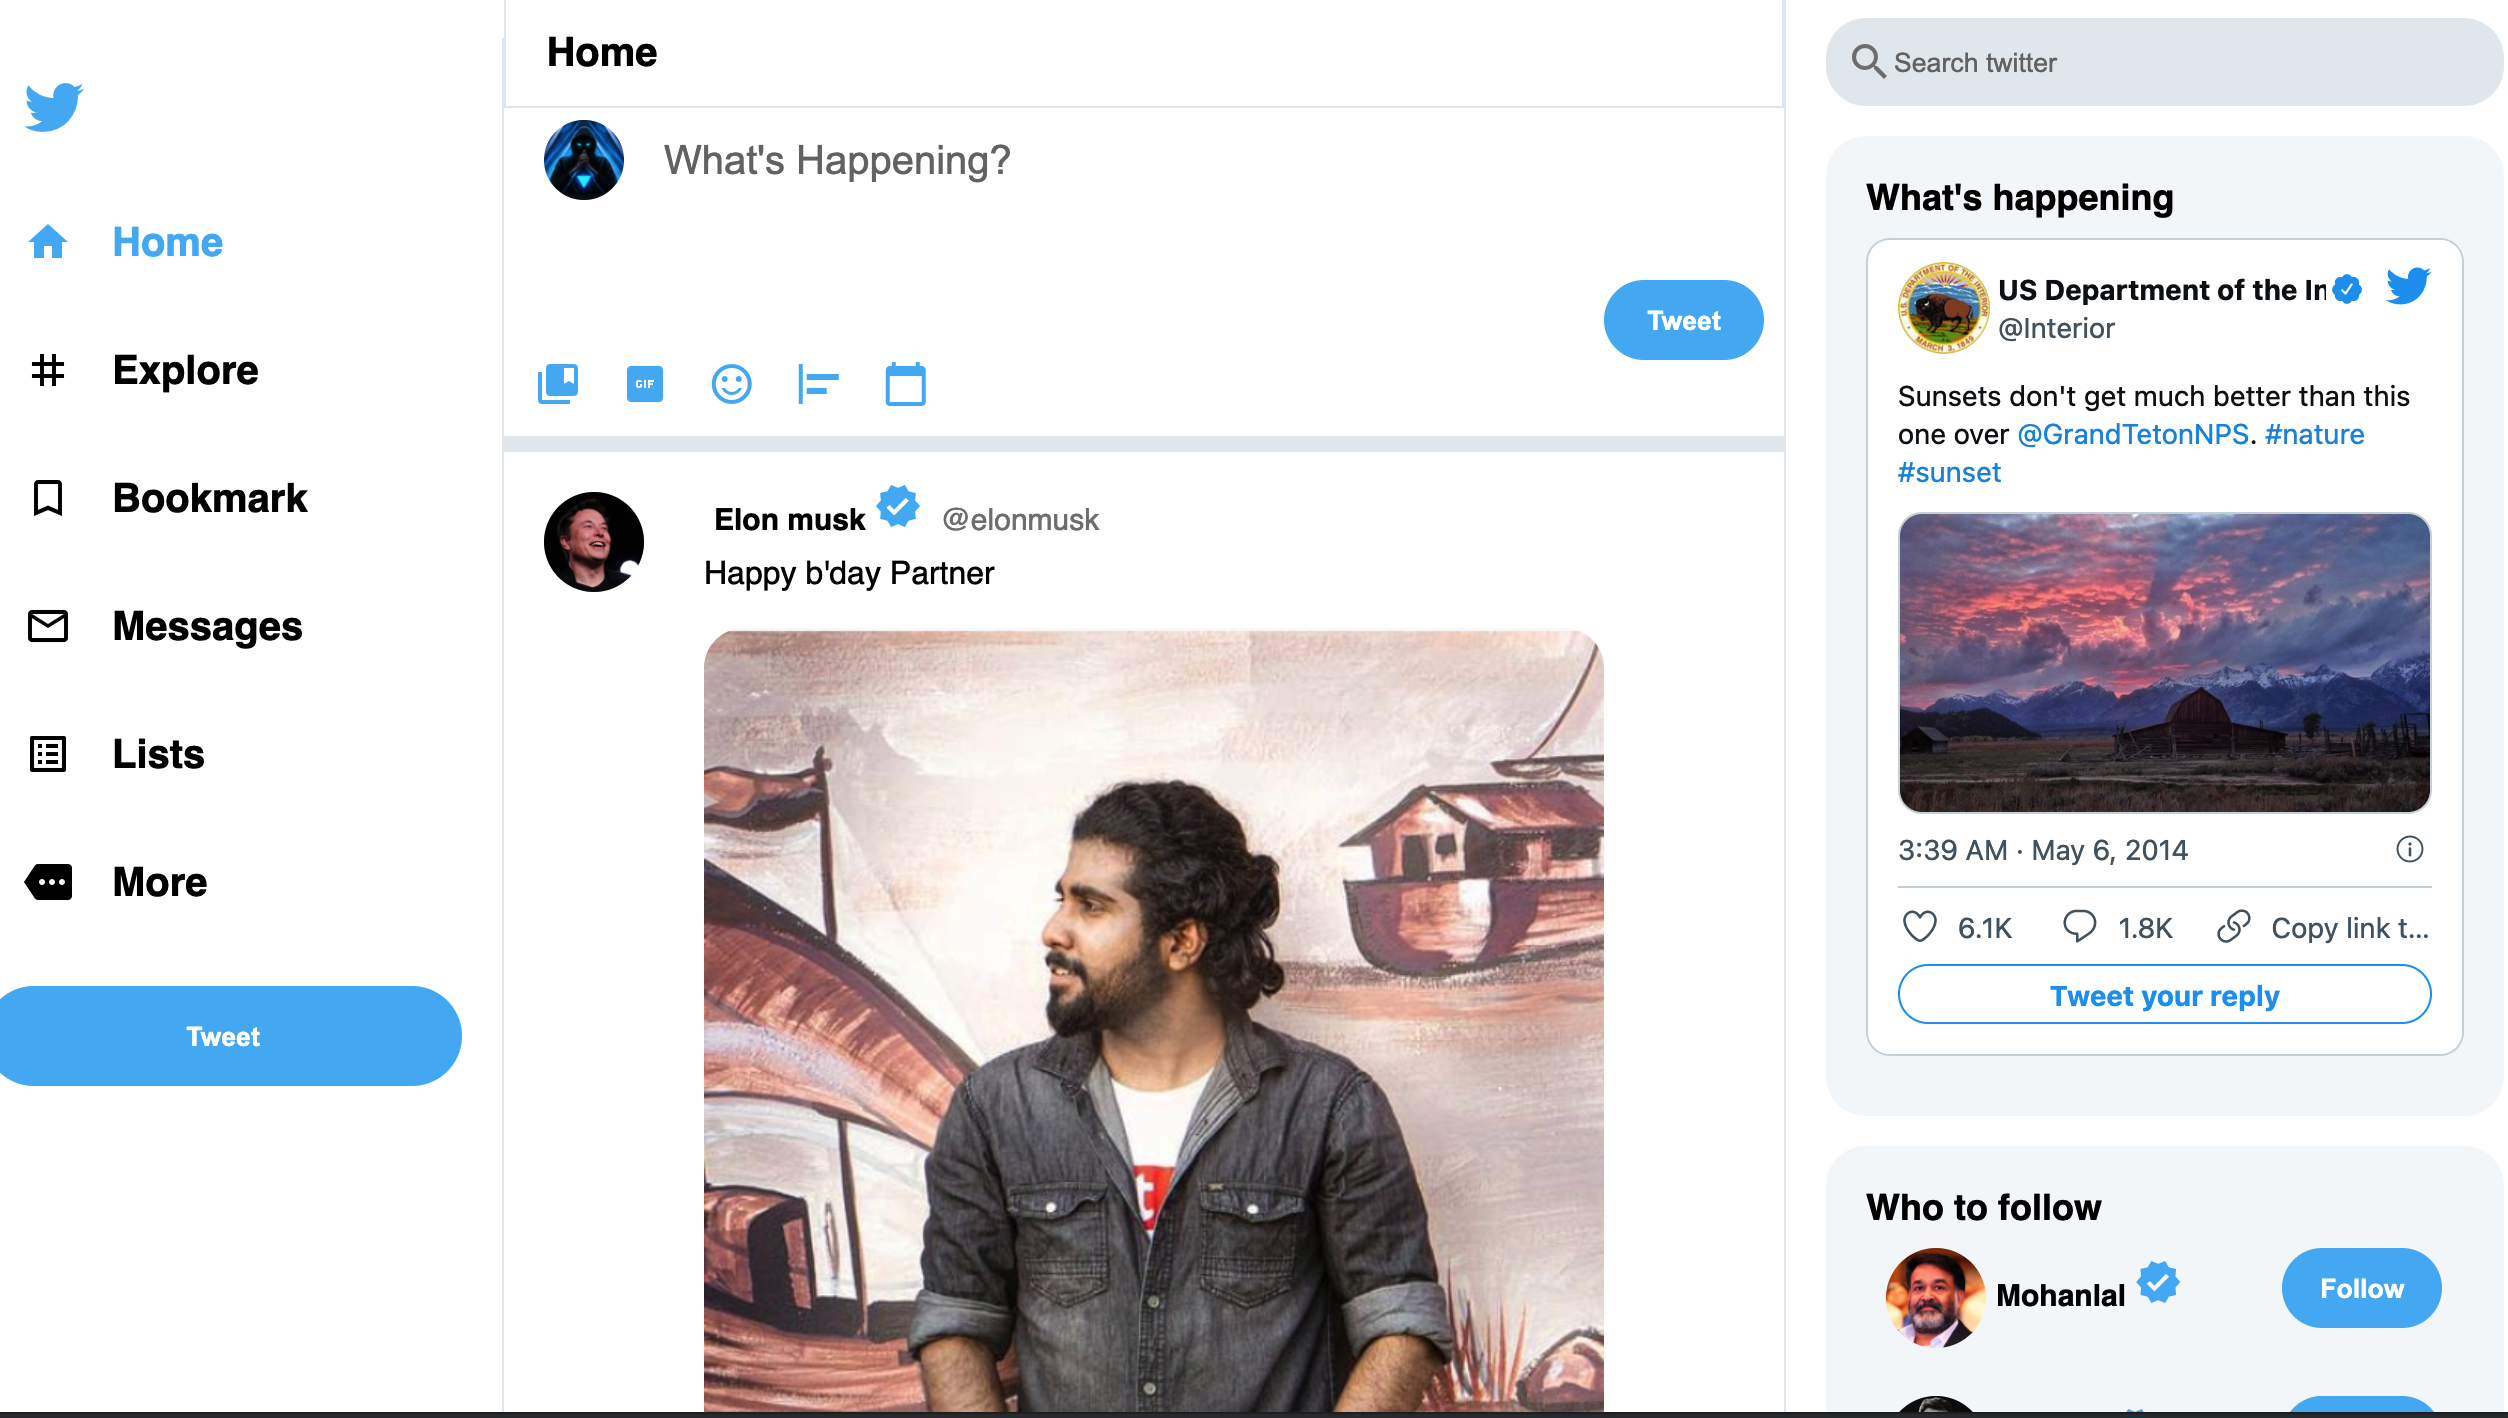 Home
Explore
Bookmark
Messages
Lists
More
Tweet
Home
What's Happening?
Tweet
GIF
Elon musk @elonmusk
Happy b'day Partner
t
Search twitter
What's happening
US Department of the In
@Interior
Sunsets don't get much better than this
one over @GrandTetonNPS. #nature
#sunset
3:39 AM · May 6, 2014
6.1K 1.8K Copy link t...
Tweet your reply
Who to follow
Mohanlal Follow